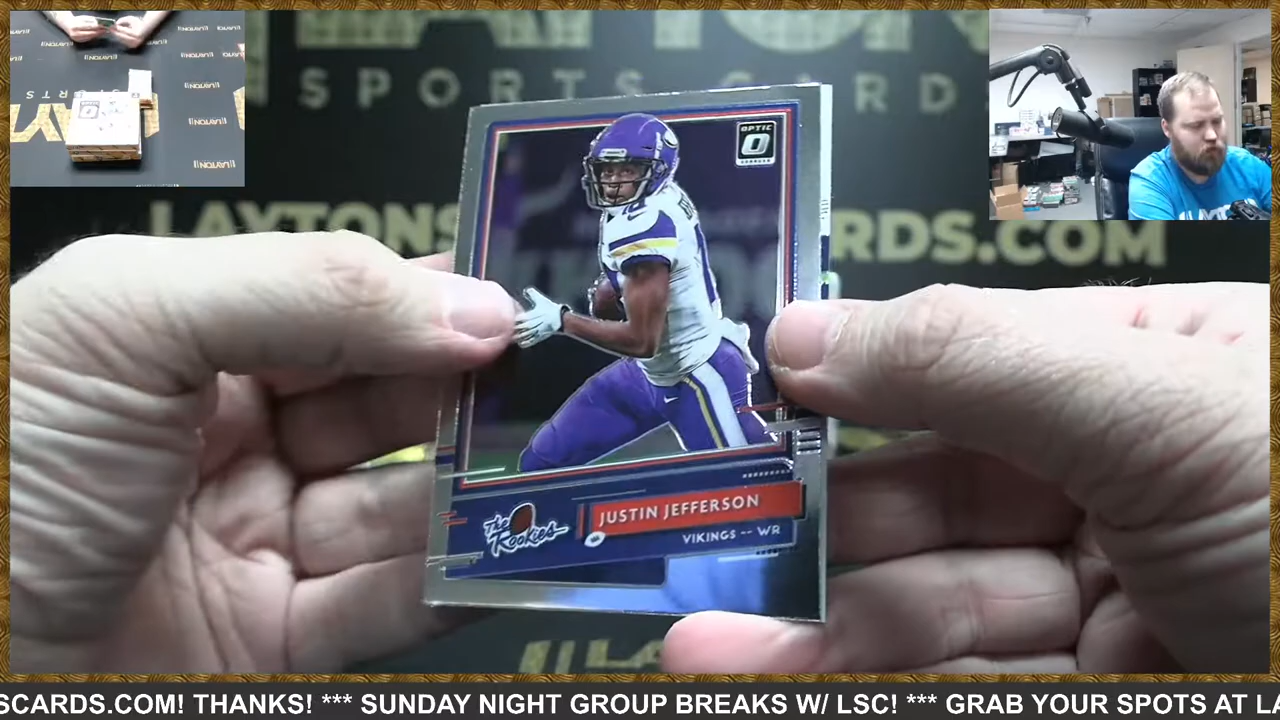 SPORTS CARDS
LAYTONS
RDS.COM
OPTIC
The Rookies
JUSTIN JEFFERSON
VIKINGS -- WR
SCARDS.COM! THANKS! *** SUNDAY NIGHT GROUP BREAKS W/ LSC! *** GRAB YOUR SPOTS AT LA